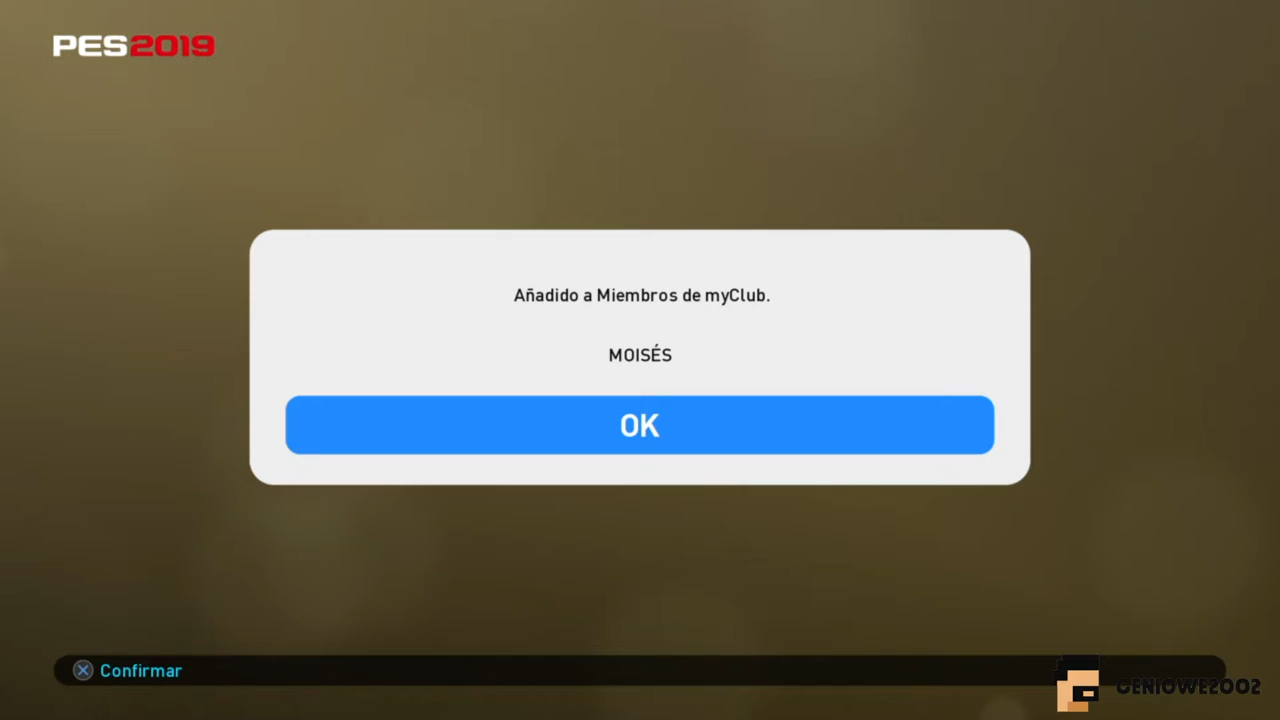 PES2019
Añadido a Miembros de myClub.
MOISÉS
OK
Confirmar
GENIOWE2002